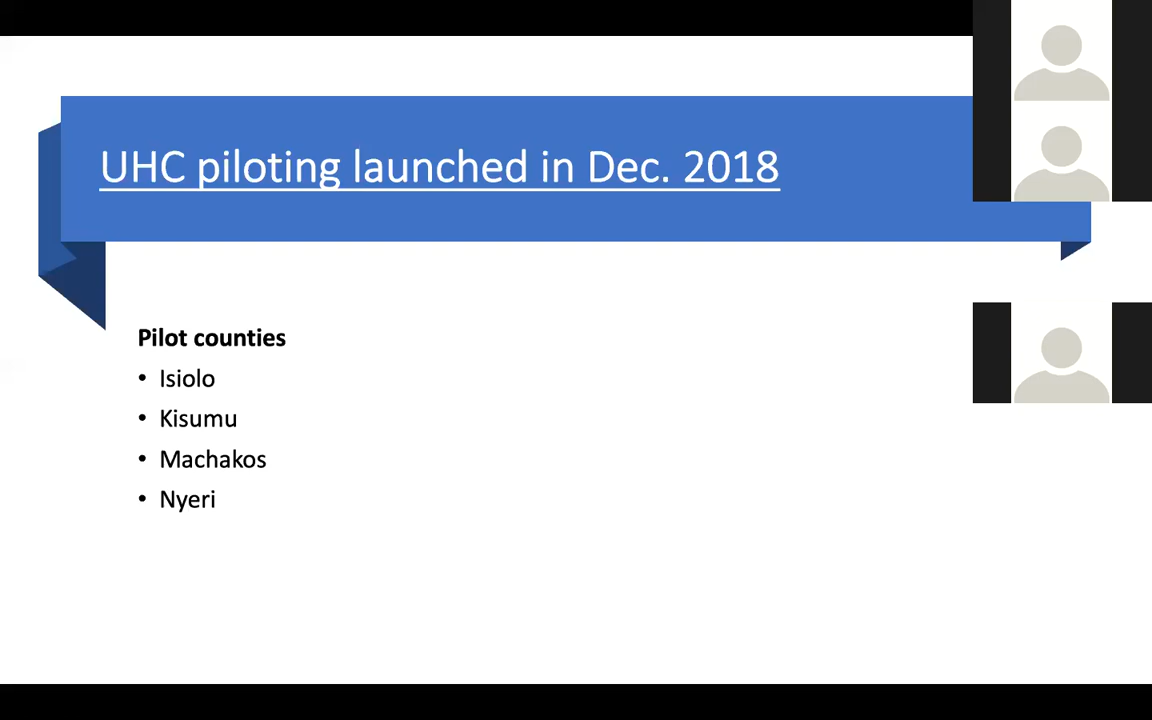 UHC piloting launched in Dec. 2018
Pilot counties
• Isiolo
• Kisumu
• Machakos
• Nyeri